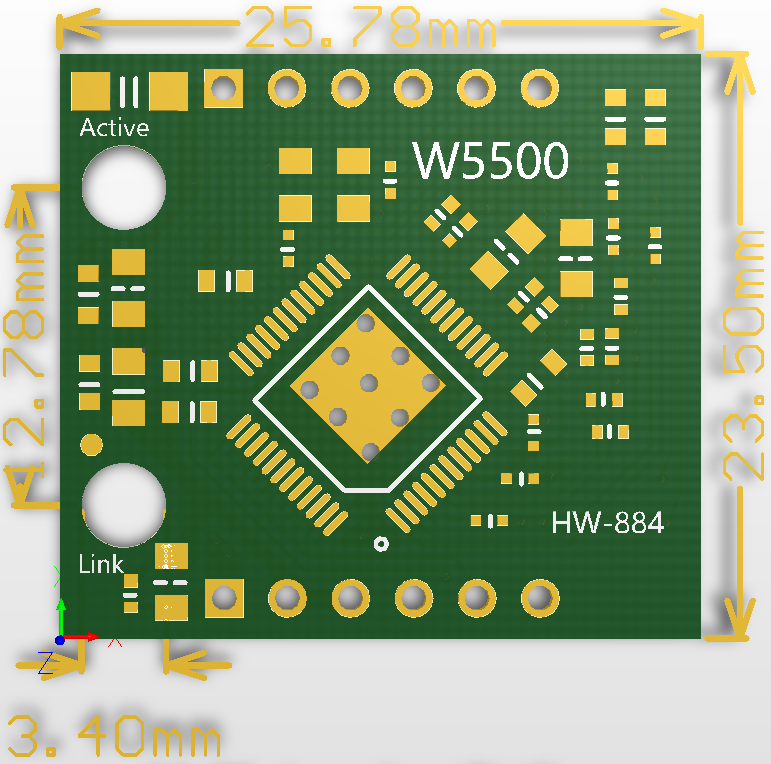 25.78mm
Active
W5500
12.78mm
23.50mm
HW-884
Link
Y
X
Z
3.40mm